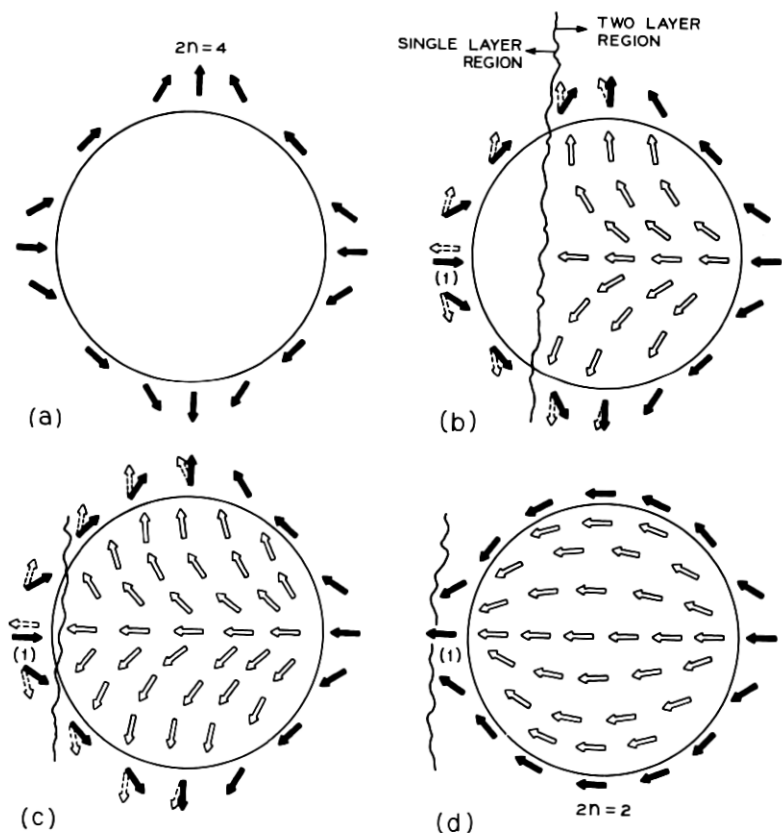 2n=4
(a)
SINGLE LAYER REGION
TWO LAYER REGION
(1)
(b)
(1)
(c)
(1)
2n=2
(d)